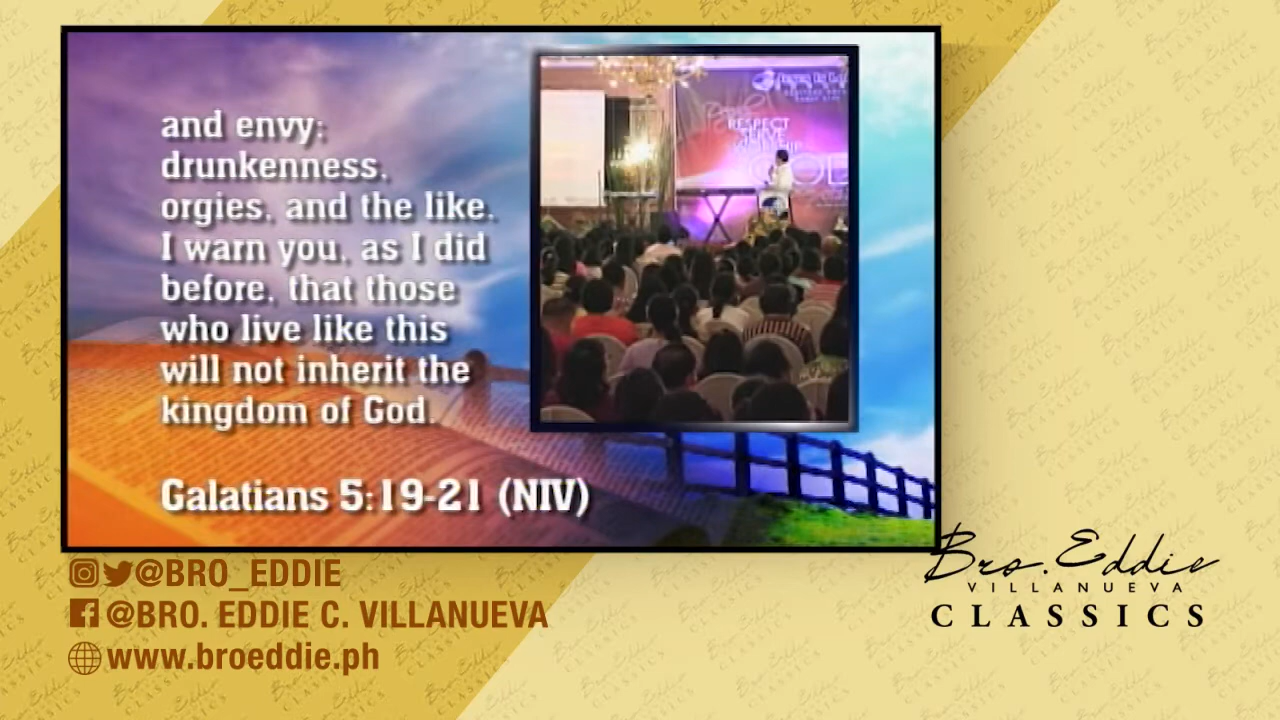 and envy;
drunkenness,
orgies, and the like.
I warn you, as I did
before, that those
who live like this
will not inherit the
kingdom of God.
Galatians 5:19-21 (NIV)
RESPECT
SERVE
WORSHIP
GOD
@BRO_EDDIE
@BRO. EDDIE C. VILLANUEVA
www.broeddie.ph
Bro. Eddie
VILLANUEVA
CLASSICS